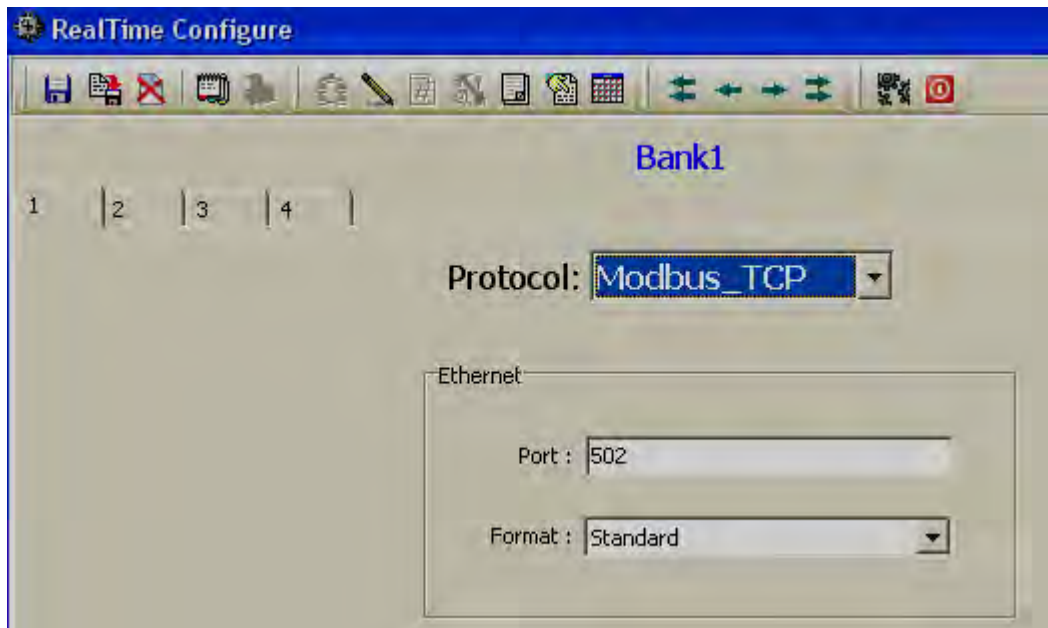 RealTime Configure
Bank1
1 2 3 4
Protocol: Modbus_TCP
Ethernet
Port : 502
Format : Standard